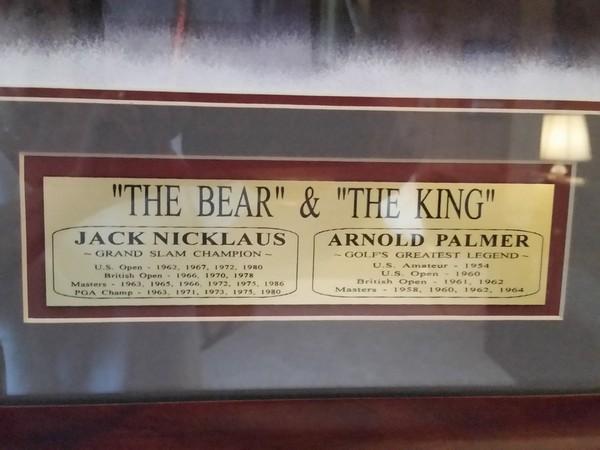 "THE BEAR" & "THE KING"
JACK NICKLAUS
~ GRAND SLAM CHAMPION ~
U.S. Open - 1962, 1967, 1972, 1980
British Open - 1966, 1970, 1978
Masters - 1963, 1965, 1966, 1972, 1975, 1986
PGA Champ - 1963, 1971, 1973, 1975, 1980
ARNOLD PALMER
~ GOLF'S GREATEST LEGEND ~
U.S. Amateur - 1954
U.S. Open - 1960
British Open - 1961, 1962
Masters - 1958, 1960, 1962, 1964